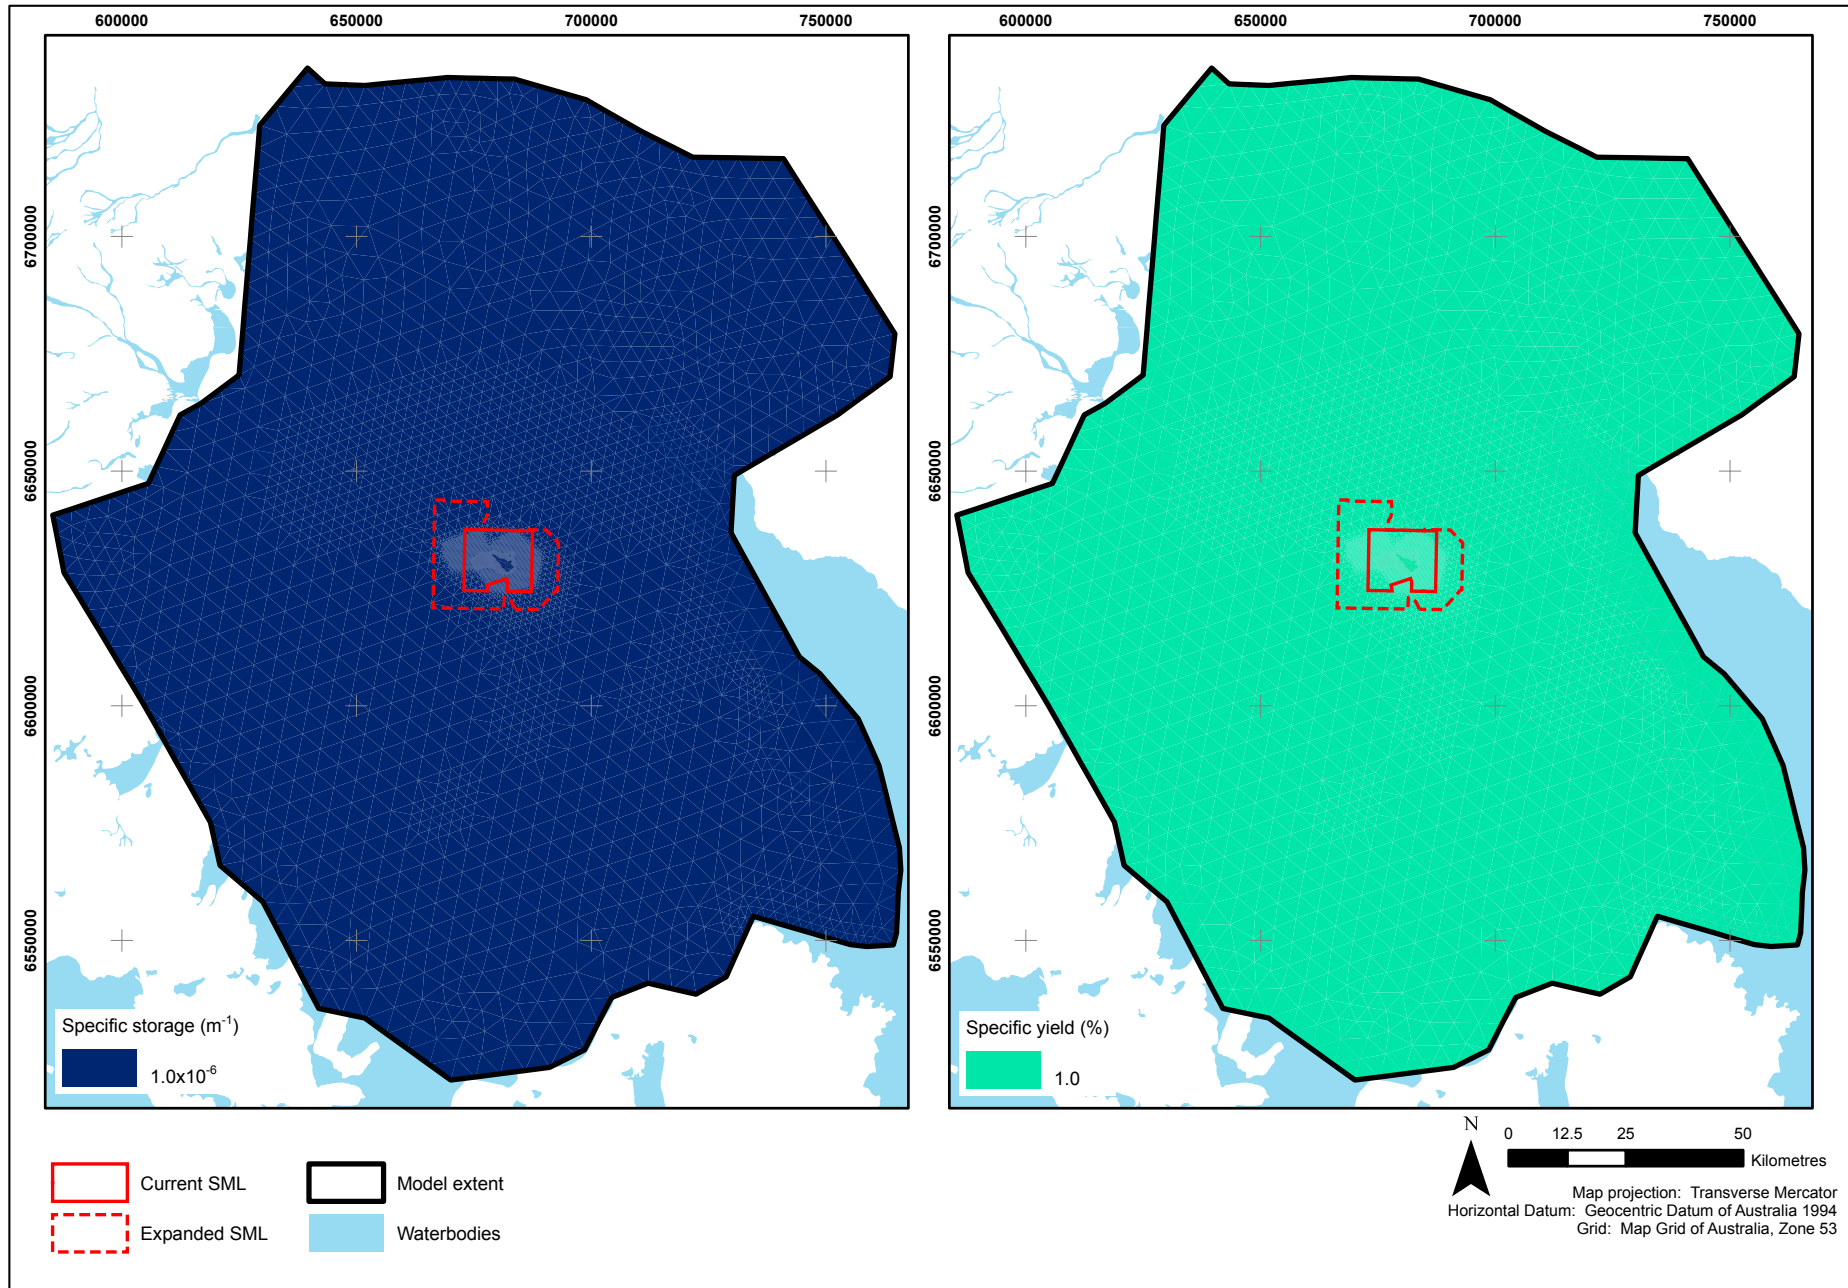 600000 650000 700000 750000
600000 650000 700000 750000
6700000
6650000
6600000
6550000
6700000
6650000
6600000
6550000
Specific storage (m⁻¹)
1.0x10⁻⁶
Specific yield (%)
1.0
Current SML
Expanded SML
Model extent
Waterbodies
N
0 12.5 25 50
Kilometres
Map projection: Transverse Mercator
Horizontal Datum: Geocentric Datum of Australia 1994
Grid: Map Grid of Australia, Zone 53